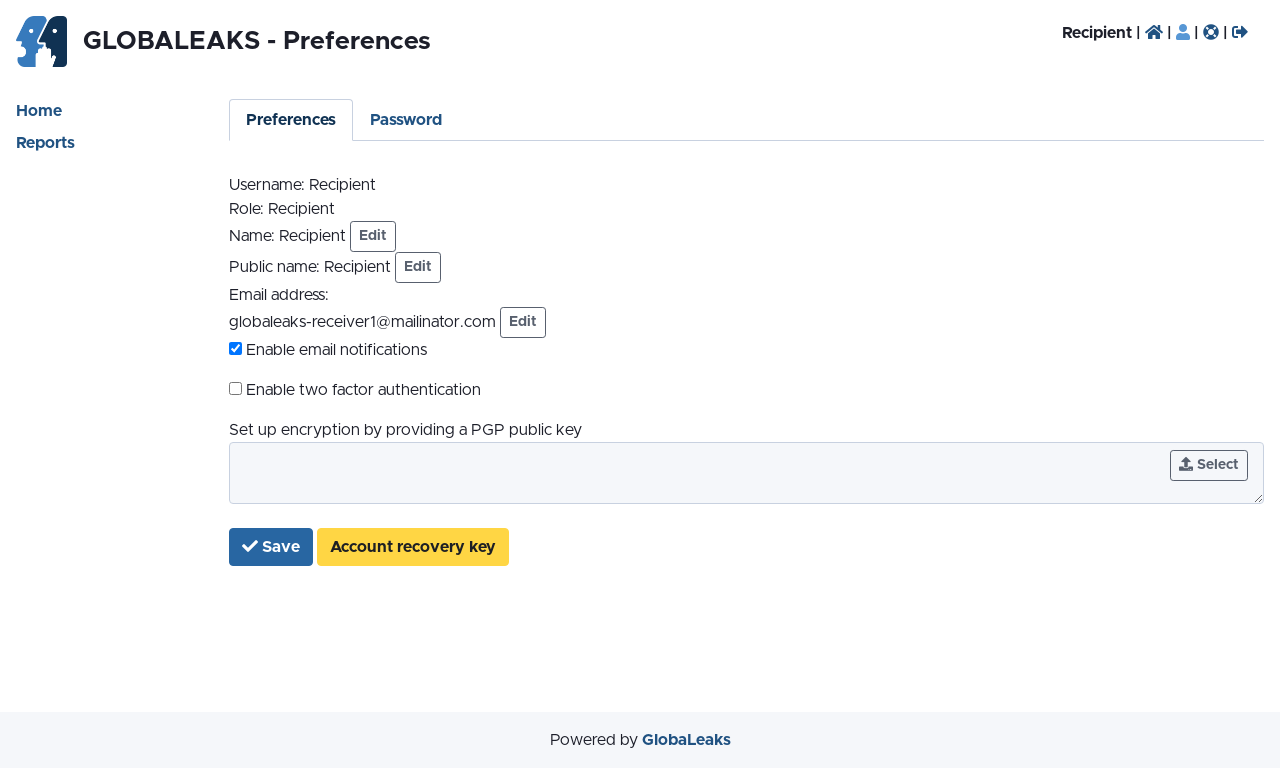 GLOBALEAKS - Preferences
Recipient | | | |
Home
Reports
Preferences
Password
Username: Recipient
Role: Recipient
Name: Recipient Edit
Public name: Recipient Edit
Email address:
globaleaks-receiver1@mailinator.com Edit
Enable email notifications
Enable two factor authentication
Set up encryption by providing a PGP public key
Select
Save
Account recovery key
Powered by GlobaLeaks